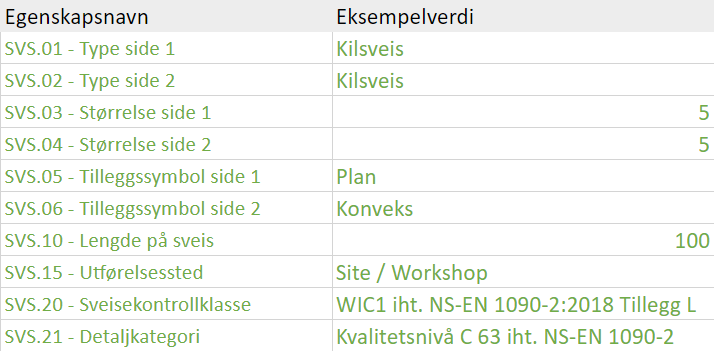 Egenskapsnavn Eksempelverdi
SVS.01 - Type side 1 Kilsveis
SVS.02 - Type side 2 Kilsveis
SVS.03 - Størrelse side 1 5
SVS.04 - Størrelse side 2 5
SVS.05 - Tilleggssymbol side 1 Plan
SVS.06 - Tilleggssymbol side 2 Konveks
SVS.10 - Lengde på sveis 100
SVS.15 - Utførelsessted Site / Workshop
SVS.20 - Sveisekontrollklasse WIC1 iht. NS-EN 1090-2:2018 Tillegg L
SVS.21 - Detaljkategori Kvalitetsnivå C 63 iht. NS-EN 1090-2